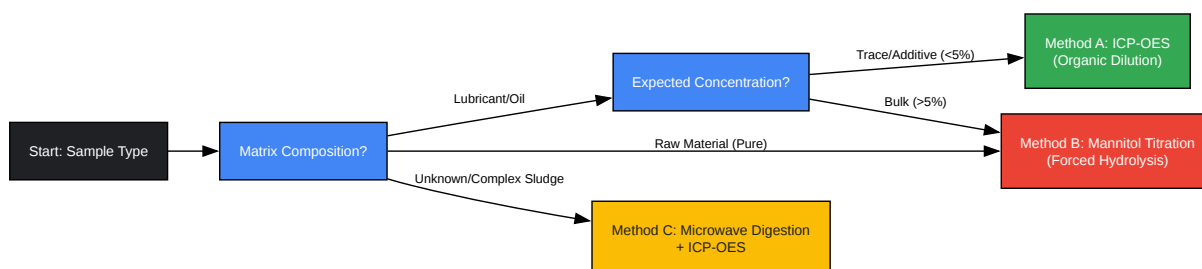 Start: Sample Type
Matrix Composition?
Lubricant/Oil
Expected Concentration?
Trace/Additive (<5%)
Method A: ICP-OES
(Organic Dilution)
Bulk (>5%)
Raw Material (Pure)
Method B: Mannitol Titration
(Forced Hydrolysis)
Unknown/Complex Sludge
Method C: Microwave Digestion
+ ICP-OES